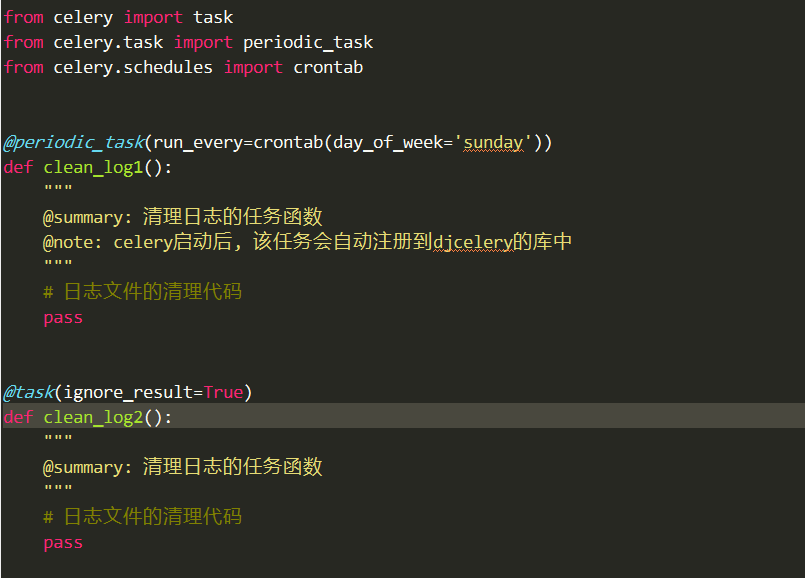 from celery import task
from celery.task import periodic_task
from celery.schedules import crontab
@periodic_task(run_every=crontab(day_of_week='sunday'))
def clean_log1():
    """
    @summary: 清理日志的任务函数
    @note: celery启动后, 该任务会自动注册到djcelery的库中
    """
    # 日志文件的清理代码
    pass
@task(ignore_result=True)
def clean_log2():
    """
    @summary: 清理日志的任务函数
    """
    # 日志文件的清理代码
    pass